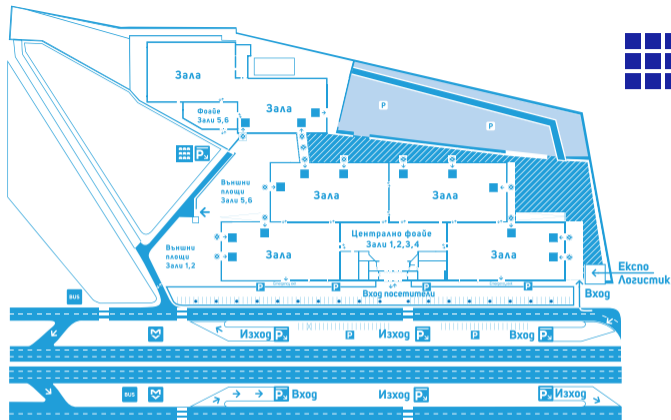 Зала
Фоайе
Зали 5,6
Зала
P
P
P
Външни
площи
Зали 5,6
Зала
Зала
Външни
площи
Зали 1,2
Зала
Централно фоайе
Зали 1,2,3,4
Зала
Експо
Логистик
Вход
BUS
P
P
P
P
Вход посетители
Изход P
P
Изход P
Вход P
BUS
P Вход
Изход P
P Изход